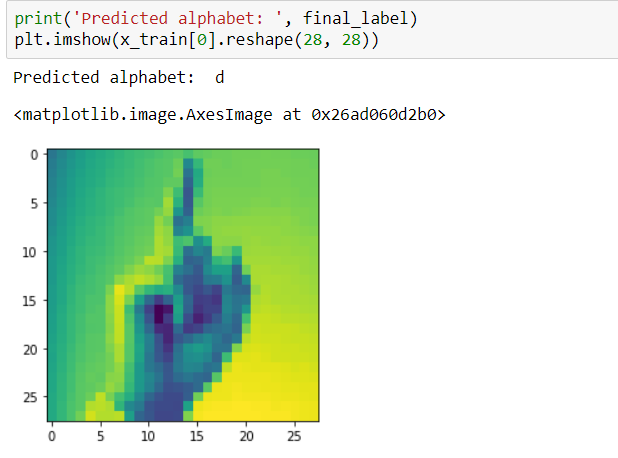 print('Predicted alphabet: ', final_label)
plt.imshow(x_train[0].reshape(28, 28))
Predicted alphabet:  d
<matplotlib.image.AxesImage at 0x26ad060d2b0>
0
5
10
15
20
25
0 5 10 15 20 25